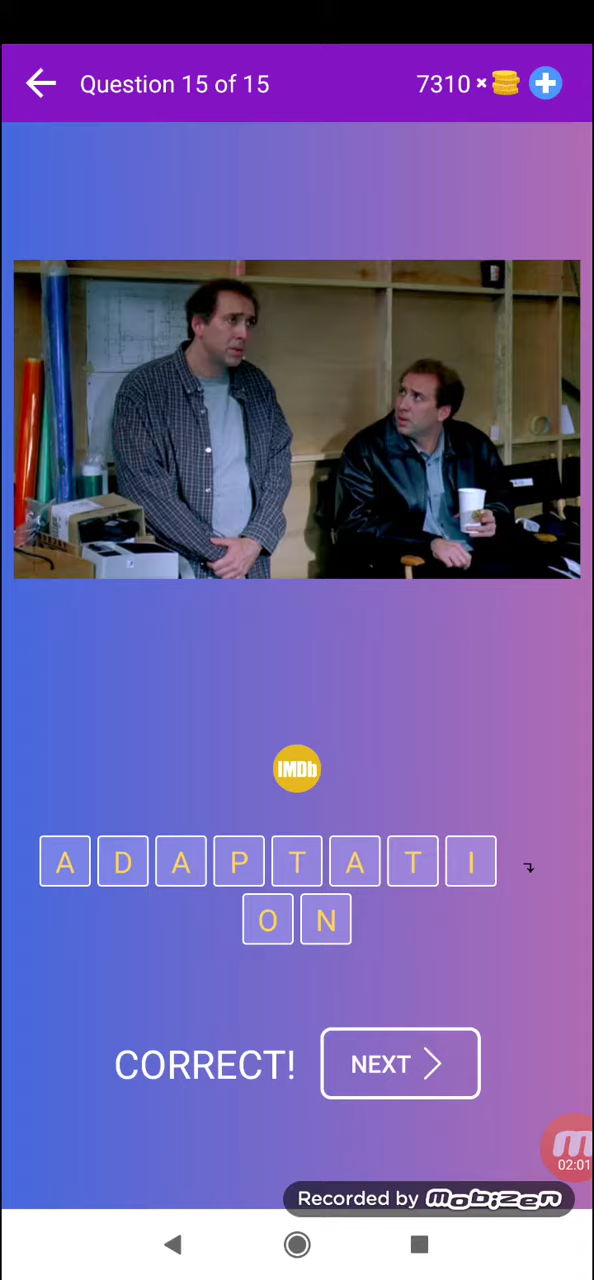 Question 15 of 15
7310 ×
IMDb
A D A P T A T I
O N
CORRECT!
NEXT
02:01
Recorded by mobizen